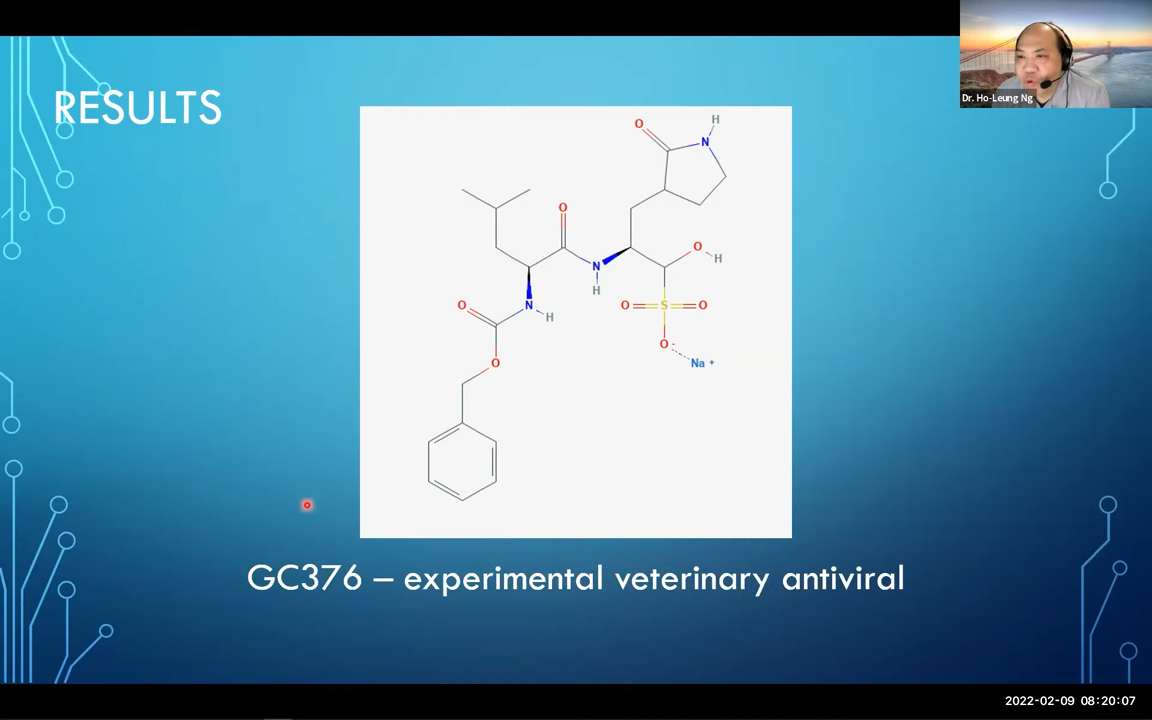 RESULTS
Dr. Ho-Leung Ng
O
H
N
O
O
N
H
O
H
O
N
H
O
S
O
O
O-
Na +
GC376 – experimental veterinary antiviral
2022-02-09 08:20:07